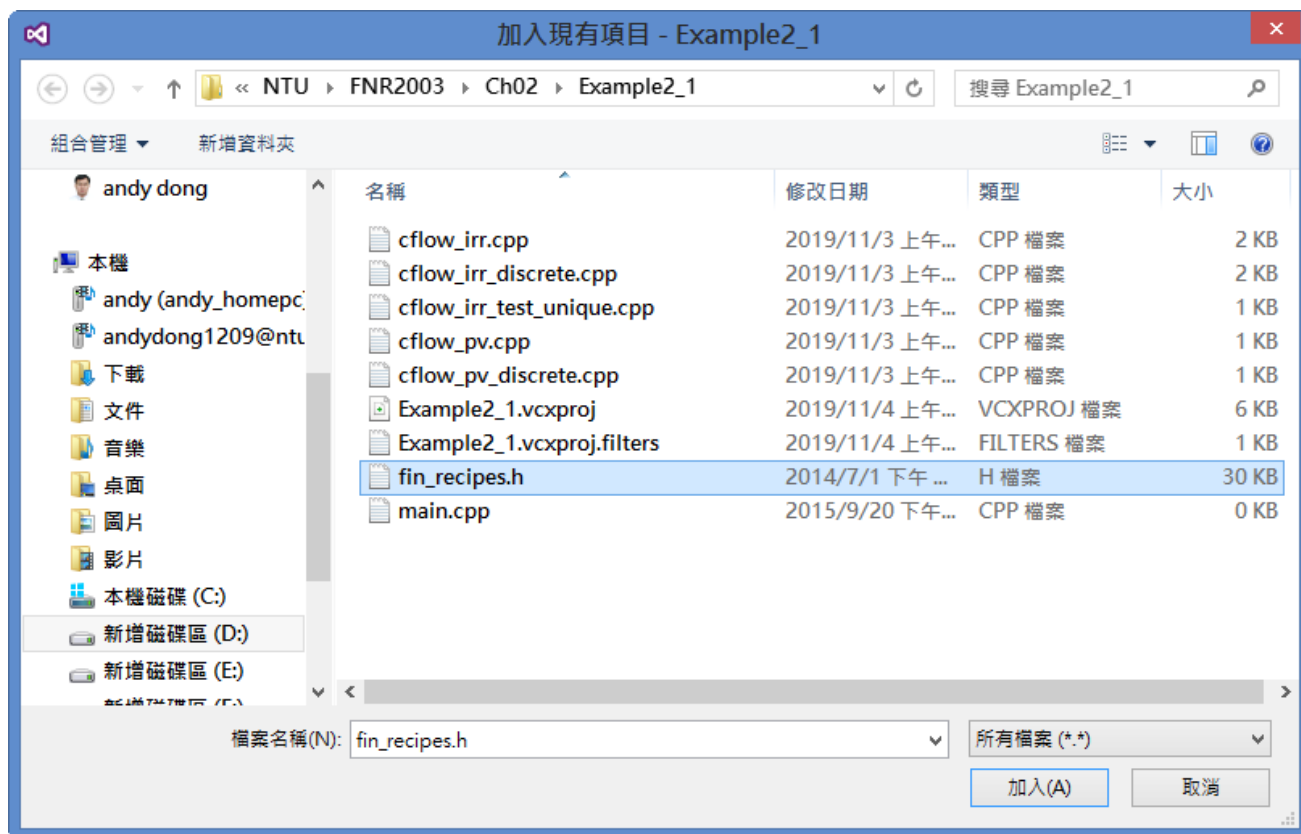 加入現有項目 - Example2_1
« NTU ▸ FNR2003 ▸ Ch02 ▸ Example2_1
搜尋 Example2_1
組合管理 ▾ 新增資料夾
andy dong
本機
andy (andy_homepc)
andydong1209@ntu
下載
文件
音樂
桌面
圖片
影片
本機磁碟 (C:)
新增磁碟區 (D:)
新增磁碟區 (E:)
名稱 修改日期 類型 大小
cflow_irr.cpp 2019/11/3 上午... CPP 檔案 2 KB
cflow_irr_discrete.cpp 2019/11/3 上午... CPP 檔案 2 KB
cflow_irr_test_unique.cpp 2019/11/3 上午... CPP 檔案 1 KB
cflow_pv.cpp 2019/11/3 上午... CPP 檔案 1 KB
cflow_pv_discrete.cpp 2019/11/3 上午... CPP 檔案 1 KB
Example2_1.vcxproj 2019/11/4 上午... VCXPROJ 檔案 6 KB
Example2_1.vcxproj.filters 2019/11/4 上午... FILTERS 檔案 1 KB
fin_recipes.h 2014/7/1 下午 ... H 檔案 30 KB
main.cpp 2015/9/20 下午... CPP 檔案 0 KB
檔案名稱(N): fin_recipes.h 所有檔案 (*.*)
加入(A) 取消